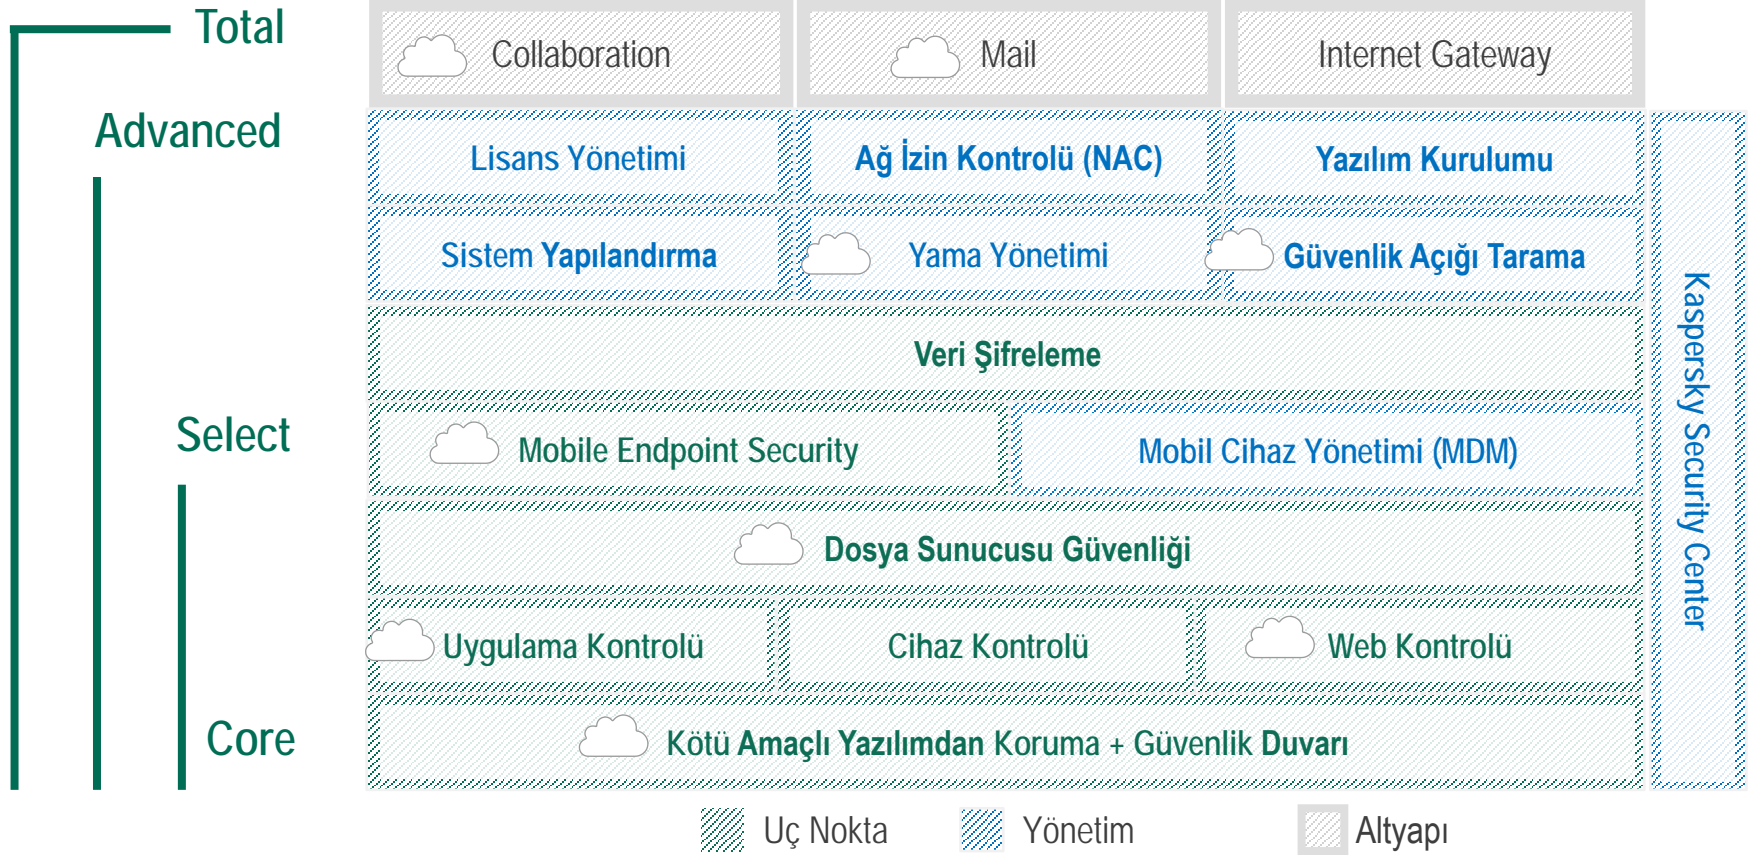 Total
Collaboration
Mail
Internet Gateway
Advanced
Lisans Yönetimi
Ağ İzin Kontrolü (NAC)
Yazılım Kurulumu
Sistem Yapılandırma
Yama Yönetimi
Güvenlik Açığı Tarama
Veri Şifreleme
Select
Mobile Endpoint Security
Mobil Cihaz Yönetimi (MDM)
Dosya Sunucusu Güvenliği
Uygulama Kontrolü
Cihaz Kontrolü
Web Kontrolü
Core
Kötü Amaçlı Yazılımdan Koruma + Güvenlik Duvarı
Kaspersky Security Center
Uç Nokta
Yönetim
Altyapı